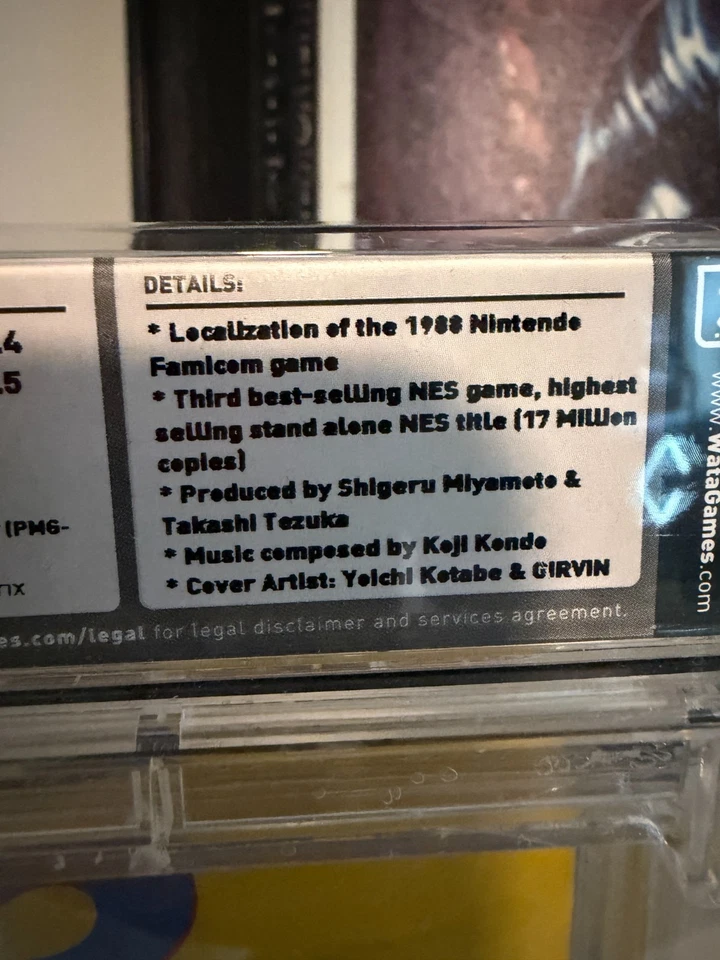 .4
.5
(PM6-
DETAILS:
* Localization of the 1988 Nintendo
Famicom game
* Third best-selling NES game, highest
selling stand alone NES title (17 Million
copies)
* Produced by Shigeru Miyamoto &
Takashi Tezuka
* Music composed by Koji Kondo
* Cover Artist: Yoichi Kotabe & GIRVIN
es.com/legal for legal disclaimer and services agreement.
www.WataGames.com